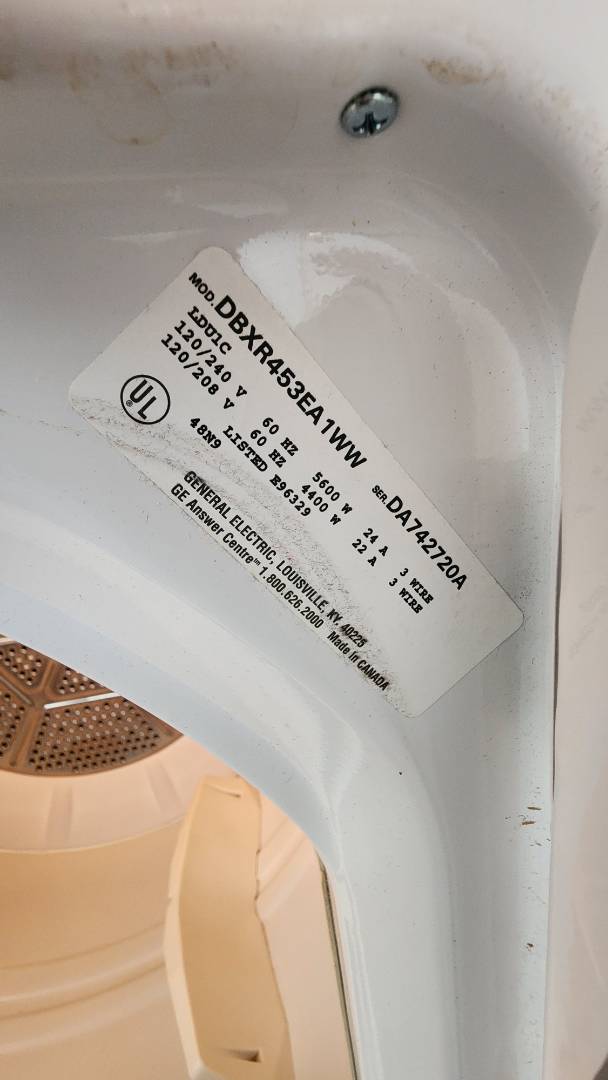 MOD. DBXR453EA1WW SER. DA742720A
LDU1C
120/240 V 60 HZ 5600 W 24 A 3 WIRE
120/208 V 60 HZ 4400 W 22 A 3 WIRE
UL ® LISTED E96329
48N9
GENERAL ELECTRIC, LOUISVILLE, KY. 40225
GE Answer Centre™ 1.800.626.2000 Made in CANADA